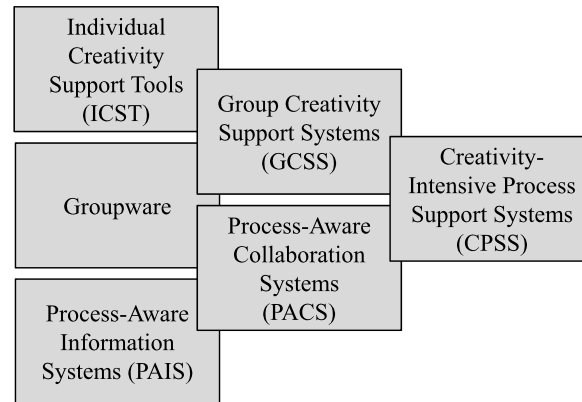 Individual
Creativity
Support Tools
(ICST)
Group Creativity
Support Systems
(GCSS)
Creativity-
Intensive Process
Support Systems
(CPSS)
Groupware
Process-Aware
Collaboration
Systems
(PACS)
Process-Aware
Information
Systems (PAIS)